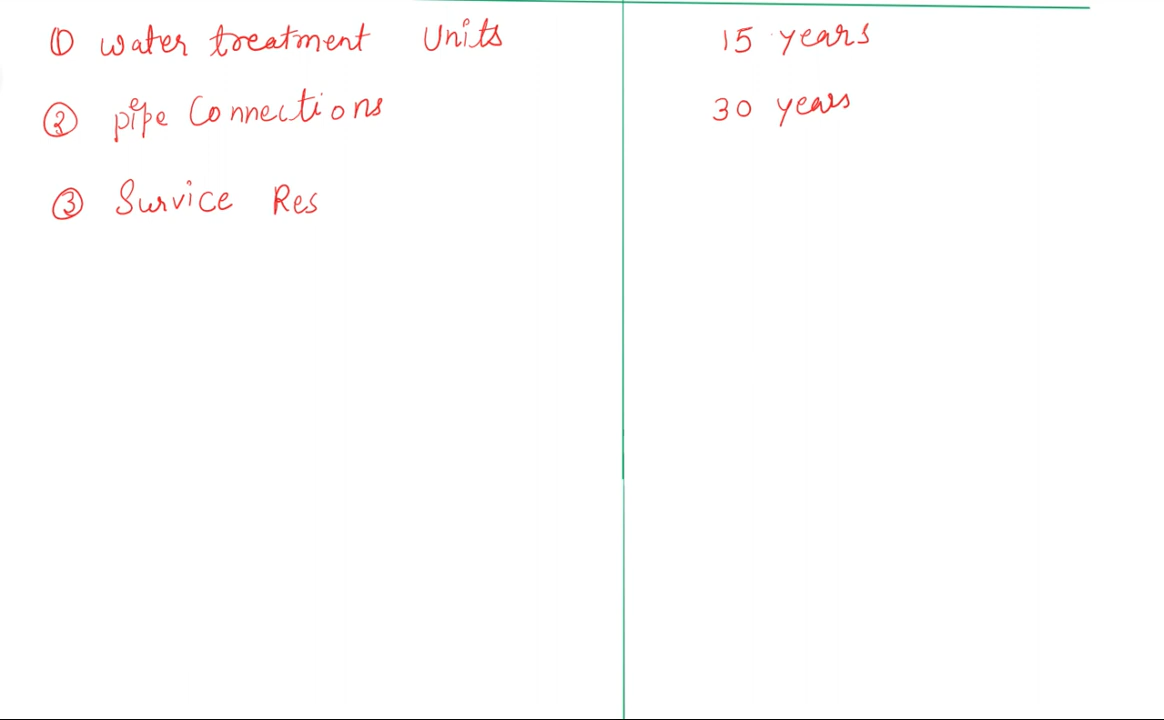 ① water treatment Units 15 years
② pipe Connections 30 years
③ Survice Res